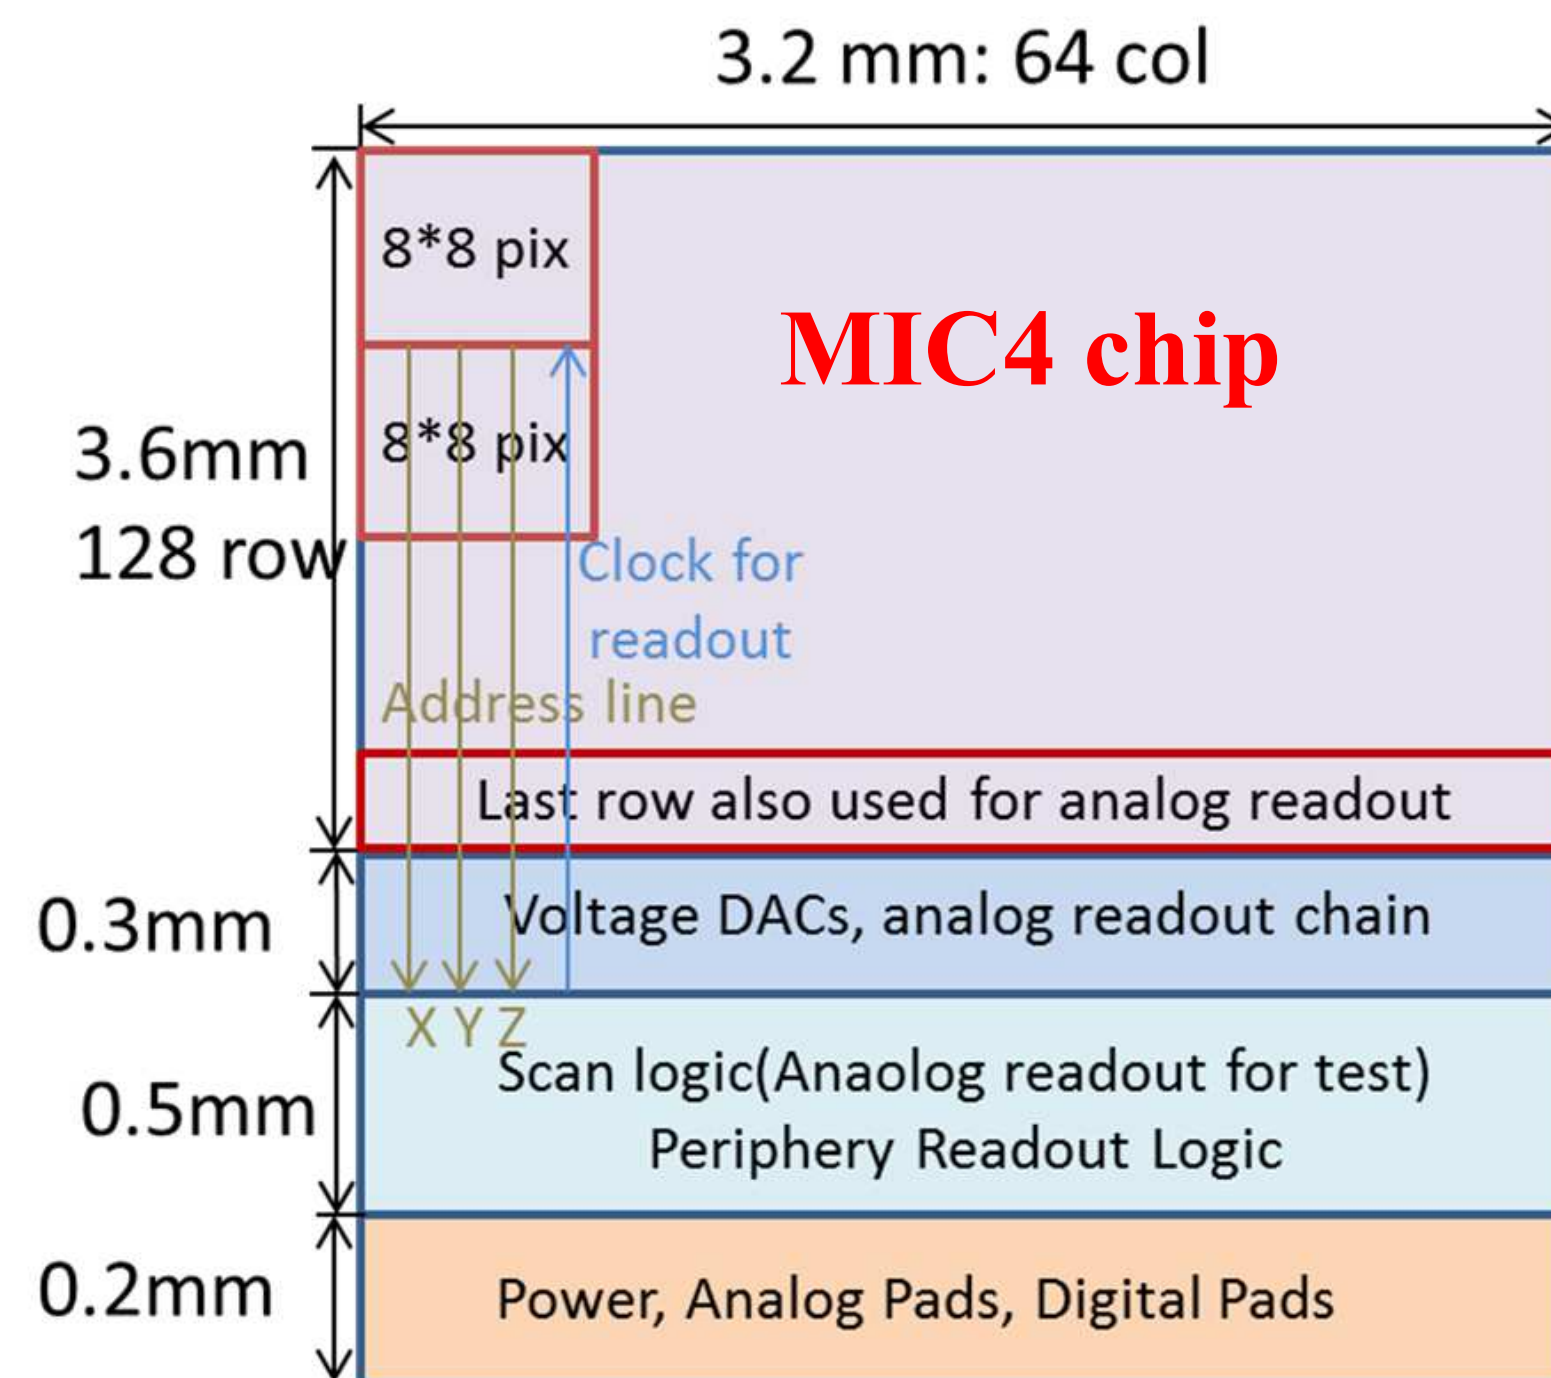 3.2 mm: 64 col
8*8 pix
MIC4 chip
8*8 pix
3.6mm
128 row
Clock for
readout
Address line
Last row also used for analog readout
0.3mm
Voltage DACs, analog readout chain
X Y Z
0.5mm
Scan logic(Anaolog readout for test)
Periphery Readout Logic
0.2mm
Power, Analog Pads, Digital Pads